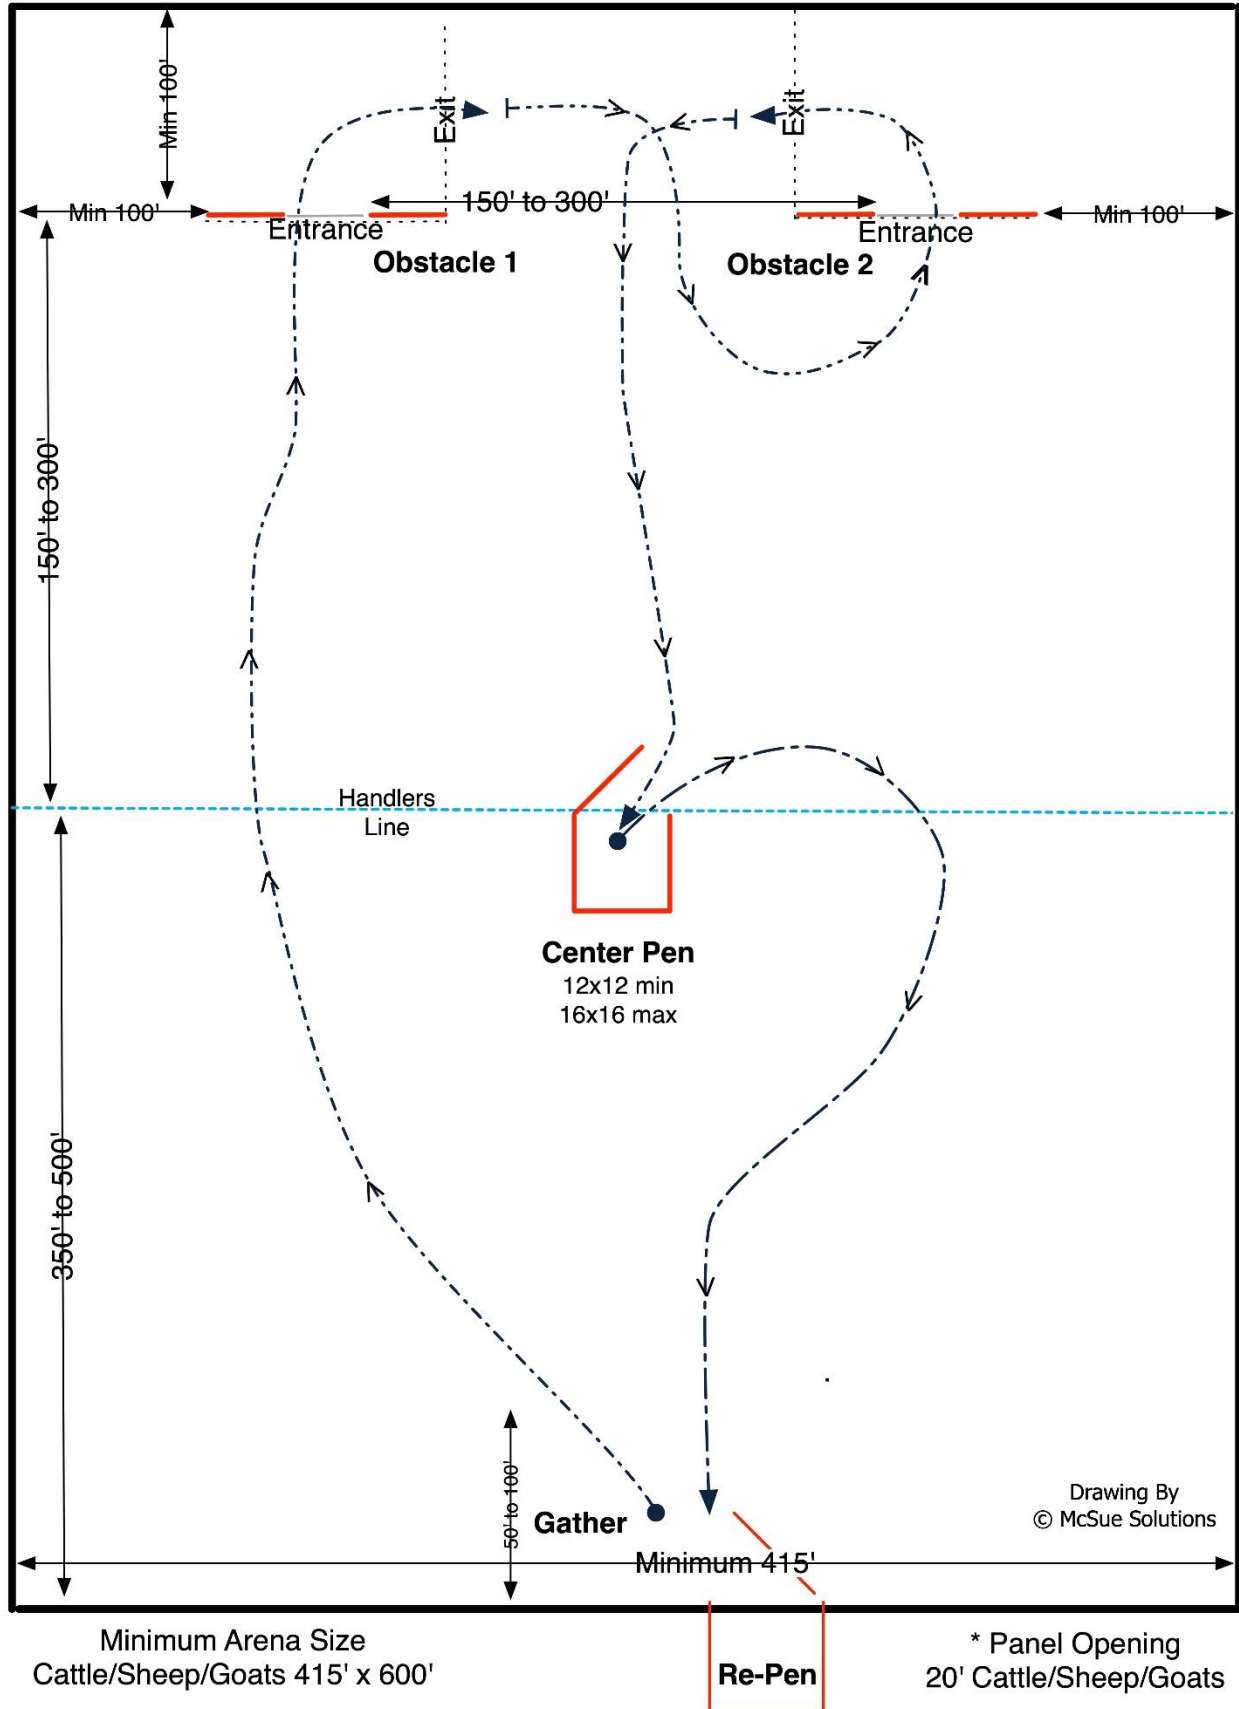 Min 100'
Exit
Exit
Min 100'
150' to 300'
Min 100'
Entrance
Entrance
Obstacle 1
Obstacle 2
150' to 300'
Handlers
Line
Center Pen
12x12 min
16x16 max
350' to 500'
50' to 100'
Gather
Drawing By
© McSue Solutions
Minimum 415'
Minimum Arena Size
Cattle/Sheep/Goats 415' x 600'
Re-Pen
* Panel Opening
20' Cattle/Sheep/Goats